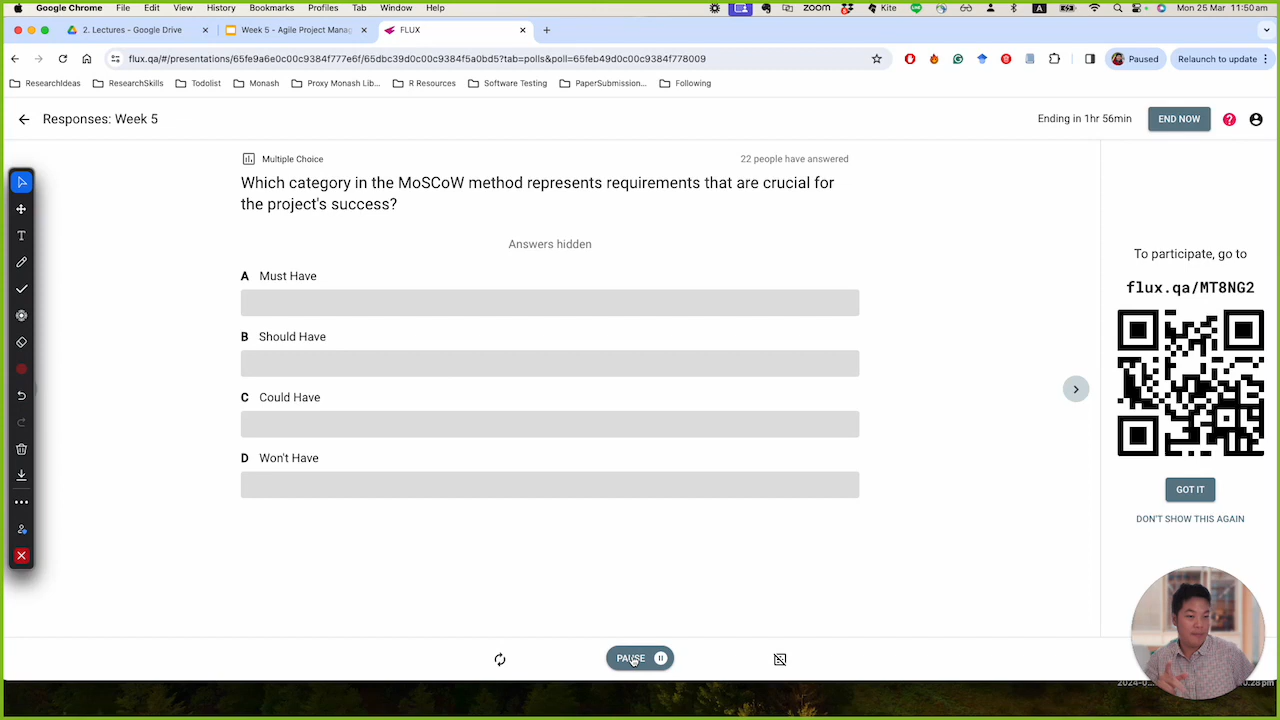 Google Chrome File Edit View History Bookmarks Profiles Tab Window Help zoom Kite A Mon 25 Mar 11:50 am
2. Lectures - Google Drive Week 5 - Agile Project Manag FLUX
flux.qa/#/presentations/65fe9a6e0c00c9384f777e6f/65dbc39d0c00c9384f5a0bd5?tab=polls&poll=65feb49d0c00c9384f778009 Paused Relaunch to update
ResearchIdeas ResearchSkills Todolist Monash Proxy Monash Lib... R Resources Software Testing PaperSubmission... Following
Responses: Week 5 Ending in 1hr 56min END NOW ?
Multiple Choice 22 people have answered
Which category in the MoSCoW method represents requirements that are crucial for
the project's success?
Answers hidden
A Must Have
B Should Have
C Could Have
D Won't Have
T
To participate, go to
flux.qa/MT8NG2
GOT IT
DON'T SHOW THIS AGAIN
PAUSE